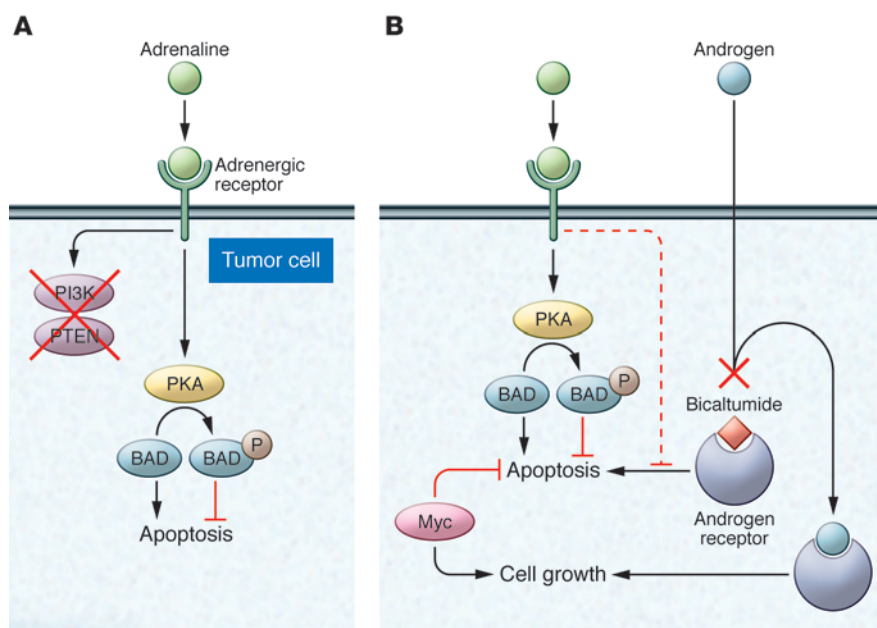 A
Adrenaline
Adrenergic
receptor
Tumor cell
PI3K
PTEN
PKA
BAD
BAD
P
Apoptosis
B
Androgen
PKA
BAD
BAD
P
Bicaltumide
Apoptosis
Myc
Androgen
receptor
Cell growth